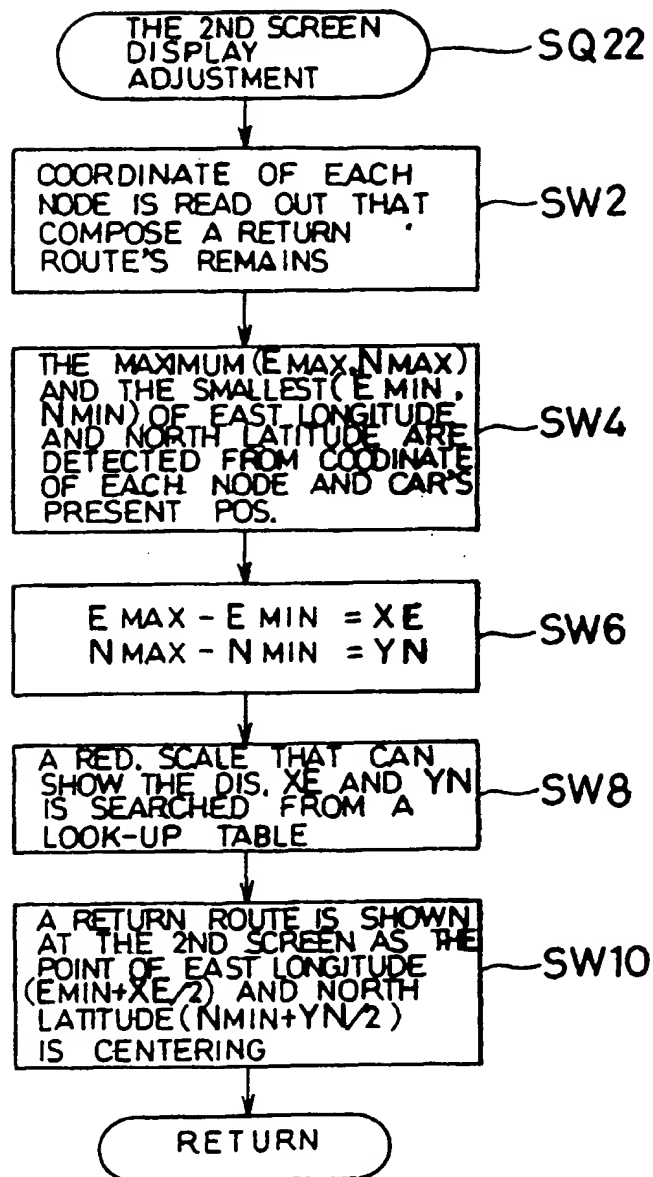 THE 2ND SCREEN
DISPLAY
ADJUSTMENT
SQ22
COORDINATE OF EACH
NODE IS READ OUT THAT
COMPOSE A RETURN
ROUTE'S REMAINS
SW2
THE MAXIMUM (E MAX, N MAX)
AND THE SMALLEST (E MIN,
N MIN) OF EAST LONGITUDE
AND NORTH LATITUDE ARE
DETECTED FROM COODINATE
OF EACH NODE AND CAR'S
PRESENT POS.
SW4
E MAX - E MIN = XE
N MAX - N MIN = YN
SW6
A RED. SCALE THAT CAN
SHOW THE DIS. XE AND YN
IS SEARCHED FROM A
LOOK-UP TABLE
SW8
A RETURN ROUTE IS SHOWN
AT THE 2ND SCREEN AS THE
POINT OF EAST LONGITUDE
(EMIN+XE/2) AND NORTH
LATITUDE (NMIN+YN/2)
IS CENTERING
SW10
RETURN